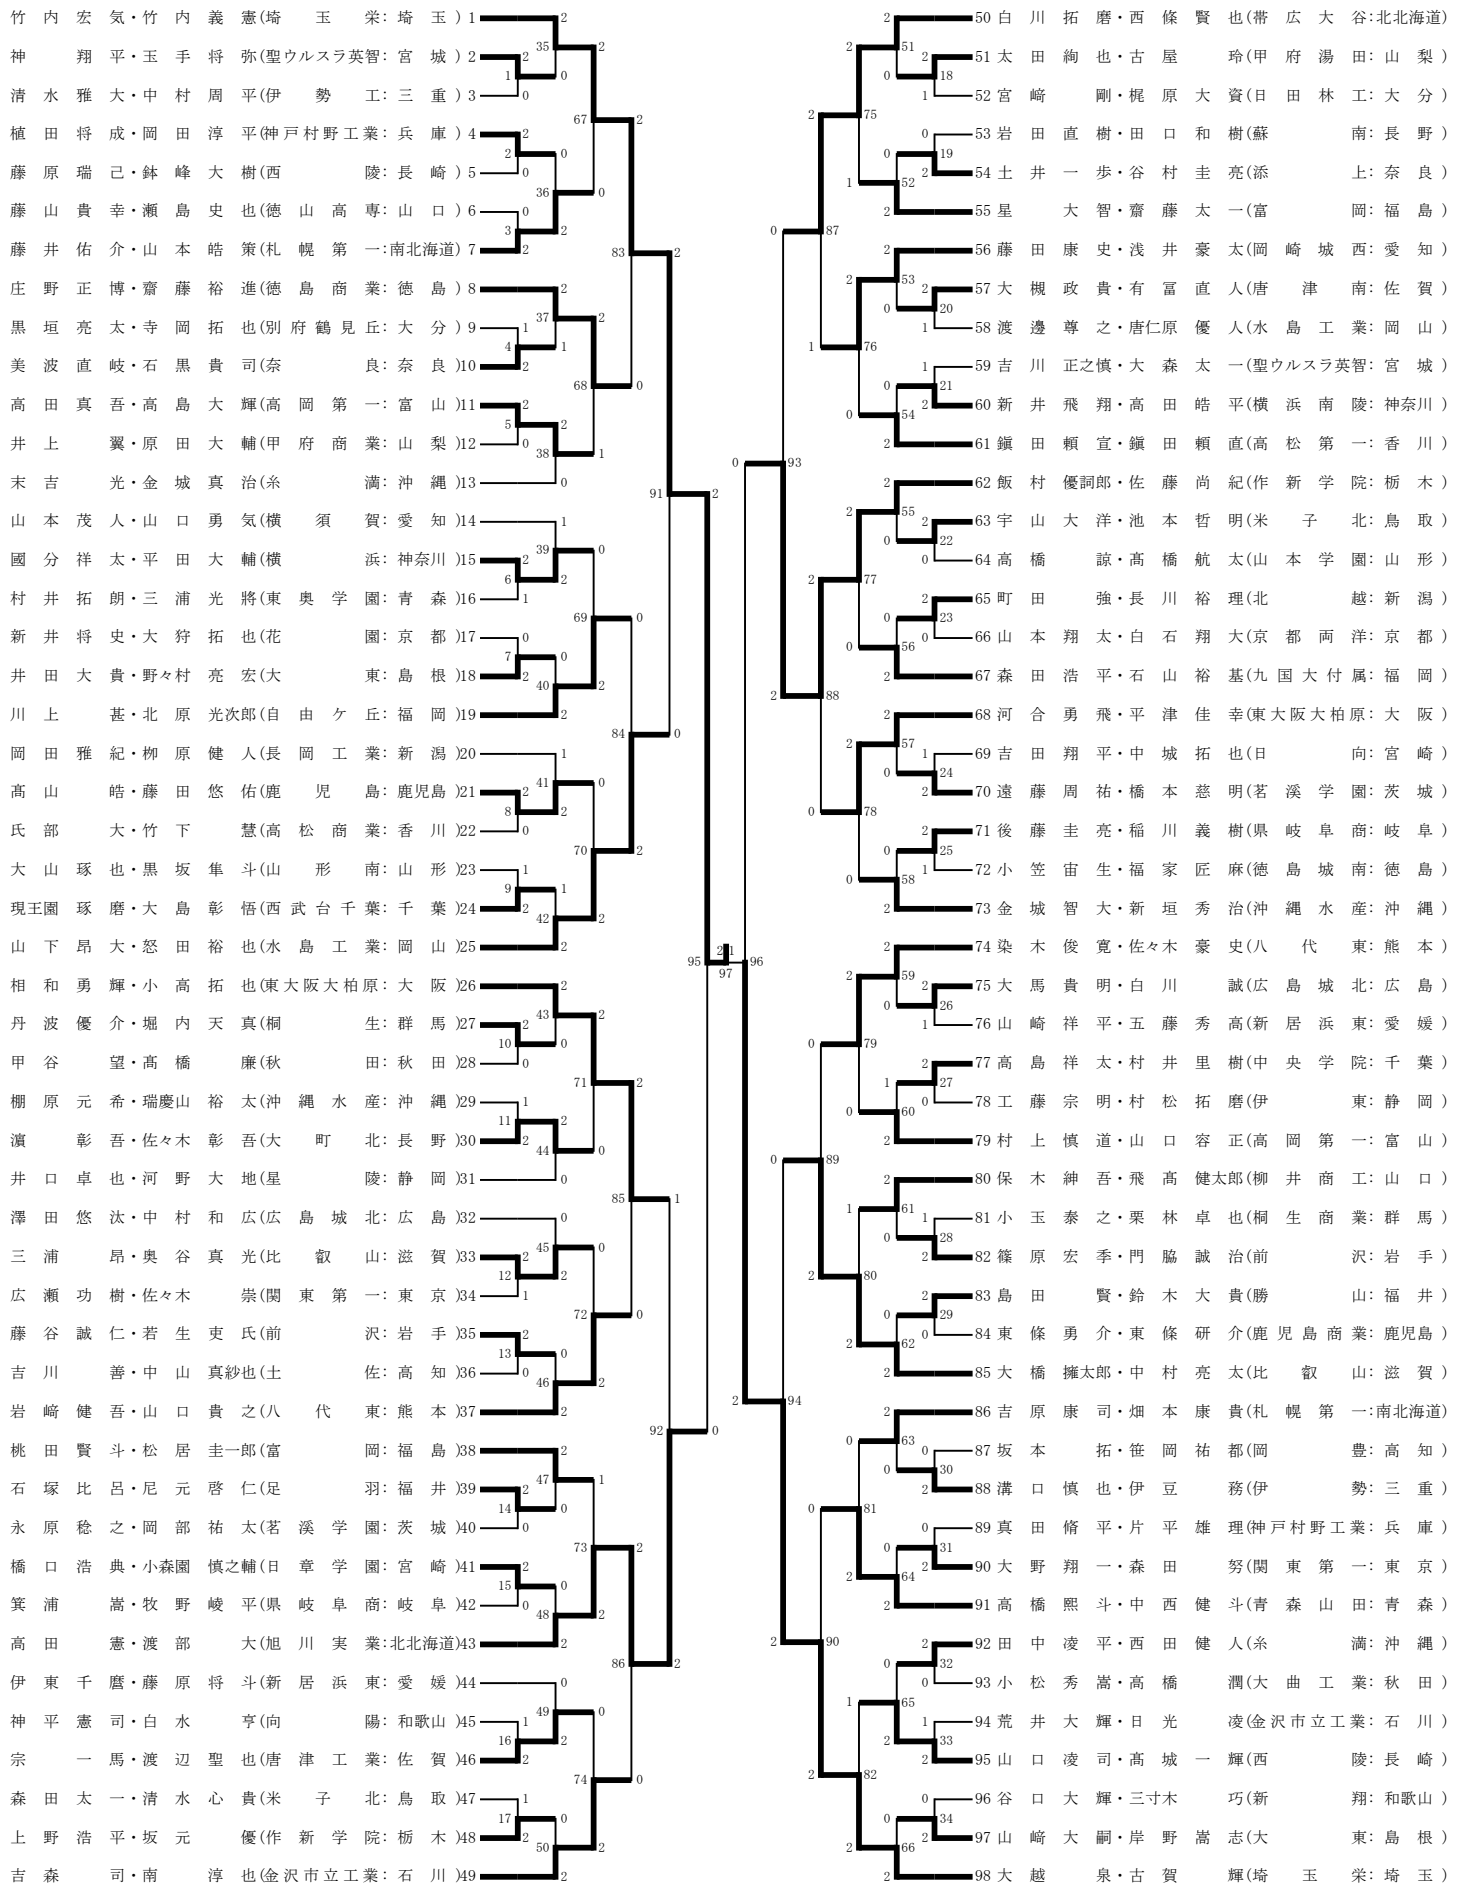 竹内宏気・竹内義憲(埼玉栄:埼玉)1
神翔平・玉手将弥(聖ウルスラ英智:宮城)2
清水雅大・中村周平(伊勢工:三重)3
植田将成・岡田淳平(神戸村野工業:兵庫)4
藤原瑞己・鉢峰大樹(西陵:長崎)5
藤山貴幸・瀬島史也(徳山高専:山口)6
藤井佑介・山本皓策(札幌第一:南北海道)7
庄野正博・齋藤裕進(徳島商業:徳島)8
黒垣亮太・寺岡拓也(別府鶴見丘:大分)9
美波直岐・石黒貴司(奈良:奈良)10
高田真吾・高島大輝(高岡第一:富山)11
井上翼・原田大輔(甲府商業:山梨)12
末吉光・金城真治(糸満:沖縄)13
山本茂人・山口勇気(横須賀:愛知)14
國分祥太・平田大輔(横浜:神奈川)15
村井拓朗・三浦光將(東奥学園:青森)16
新井将史・大狩拓也(花園:京都)17
井田大貴・野々村亮宏(大東:島根)18
川上甚・北原光次郎(自由ケ丘:福岡)19
岡田雅紀・栁原健人(長岡工業:新潟)20
髙山皓・藤田悠佑(鹿児島:鹿児島)21
氏部大・竹下慧(高松商業:香川)22
大山琢也・黒坂隼斗(山形南:山形)23
現王園琢磨・大島彰悟(西武台千葉:千葉)24
山下昂大・怒田裕也(水島工業:岡山)25
相和勇輝・小高拓也(東大阪大柏原:大阪)26
丹波優介・堀内天真(桐生:群馬)27
甲谷望・髙橋廉(秋田:秋田)28
棚原元希・瑞慶山裕太(沖縄水産:沖縄)29
濵彰吾・佐々木彰吾(大町北:長野)30
井口卓也・河野大地(星陵:静岡)31
澤田悠汰・中村和広(広島城北:広島)32
三浦昂・奥谷真光(比叡山:滋賀)33
広瀬功樹・佐々木崇(関東第一:東京)34
藤谷誠仁・若生吏氏(前沢:岩手)35
吉川善・中山真紗也(土佐:高知)36
岩﨑健吾・山口貴之(八代東:熊本)37
桃田賢斗・松居圭一郎(富岡:福島)38
石塚比呂・尼元啓仁(足羽:福井)39
永原稔之・岡部祐太(茗溪学園:茨城)40
橋口浩典・小森園慎之輔(日章学園:宮崎)41
箕浦嵩・牧野崚平(県岐阜商:岐阜)42
高田憲・渡部大(旭川実業:北北海道)43
伊東千麿・藤原将斗(新居浜東:愛媛)44
神平憲司・白水亨(向陽:和歌山)45
宗一馬・渡辺聖也(唐津工業:佐賀)46
森田太一・清水心貴(米子北:鳥取)47
上野浩平・坂元優(作新学院:栃木)48
吉森司・南淳也(金沢市立工業:石川)49
50 白川拓磨・西條賢也(帯広大谷:北北海道)
51 太田絢也・古屋玲(甲府湯田:山梨)
52 宮﨑剛・梶原大資(日田林工:大分)
53 岩田直樹・田口和樹(蘇南:長野)
54 土井一歩・谷村圭亮(添上:奈良)
55 星大智・齋藤太一(富岡:福島)
56 藤田康史・浅井豪太(岡崎城西:愛知)
57 大概政貴・有冨直人(唐津南:佐賀)
58 渡邊尊之・唐仁原優人(水島工業:岡山)
59 吉川正之慎・大森太一(聖ウルスラ英智:宮城)
60 新井飛翔・高田皓平(横浜南陵:神奈川)
61 鎭田頼宣・鎭田頼直(高松第一:香川)
62 飯村優詞郎・佐藤尚紀(作新学院:栃木)
63 宇山大洋・池本哲明(米子北:鳥取)
64 高橋諒・髙橋航太(山本学園:山形)
65 町田強・長川裕理(北越:新潟)
66 山本翔太・白石翔大(京都両洋:京都)
67 森田浩平・石山裕基(九国大付属:福岡)
68 河合勇飛・平津佳幸(東大阪大柏原:大阪)
69 吉田翔平・中城拓也(日向:宮崎)
70 遠藤周祐・橋本慈明(茗溪学園:茨城)
71 後藤圭亮・稲川義樹(県岐阜商:岐阜)
72 小笠宙生・福家匠麻(徳島城南:徳島)
73 金城智大・新垣秀治(沖縄水産:沖縄)
74 染木俊寛・佐々木豪史(八代東:熊本)
75 大馬貴明・白川誠(広島城北:広島)
76 山崎祥平・五藤秀高(新居浜東:愛媛)
77 高島祥太・村井里樹(中央学院:千葉)
78 工藤宗明・村松拓磨(伊東:静岡)
79 村上慎道・山口容正(高岡第一:富山)
80 保木紳吾・飛髙健太郎(柳井商工:山口)
81 小玉泰之・栗林卓也(桐生商業:群馬)
82 篠原宏季・門脇誠治(前沢:岩手)
83 島田賢・鈴木大貴(勝山:福井)
84 東條勇介・東條研介(鹿児島商業:鹿児島)
85 大橋擁太郎・中村亮太(比叡山:滋賀)
86 吉原康司・畑本康貴(札幌第一:南北海道)
87 坂本拓・笹岡祐都(岡豊:高知)
88 溝口慎也・伊豆務(伊勢:三重)
89 真田脩平・片平雄理(神戸村野工業:兵庫)
90 大野翔一・森田努(関東第一:東京)
91 高橋熙斗・中西健斗(青森山田:青森)
92 田中凌平・西田健人(糸満:沖縄)
93 小松秀嵩・高橋潤(大曲工業:秋田)
94 荒井大輝・日光凌(金沢市立工業:石川)
95 山口凌司・髙城一輝(西陵:長崎)
96 谷口大輝・三寸木巧(新翔:和歌山)
97 山﨑大嗣・岸野嵩志(大東:島根)
98 大越泉・古賀輝(埼玉栄:埼玉)